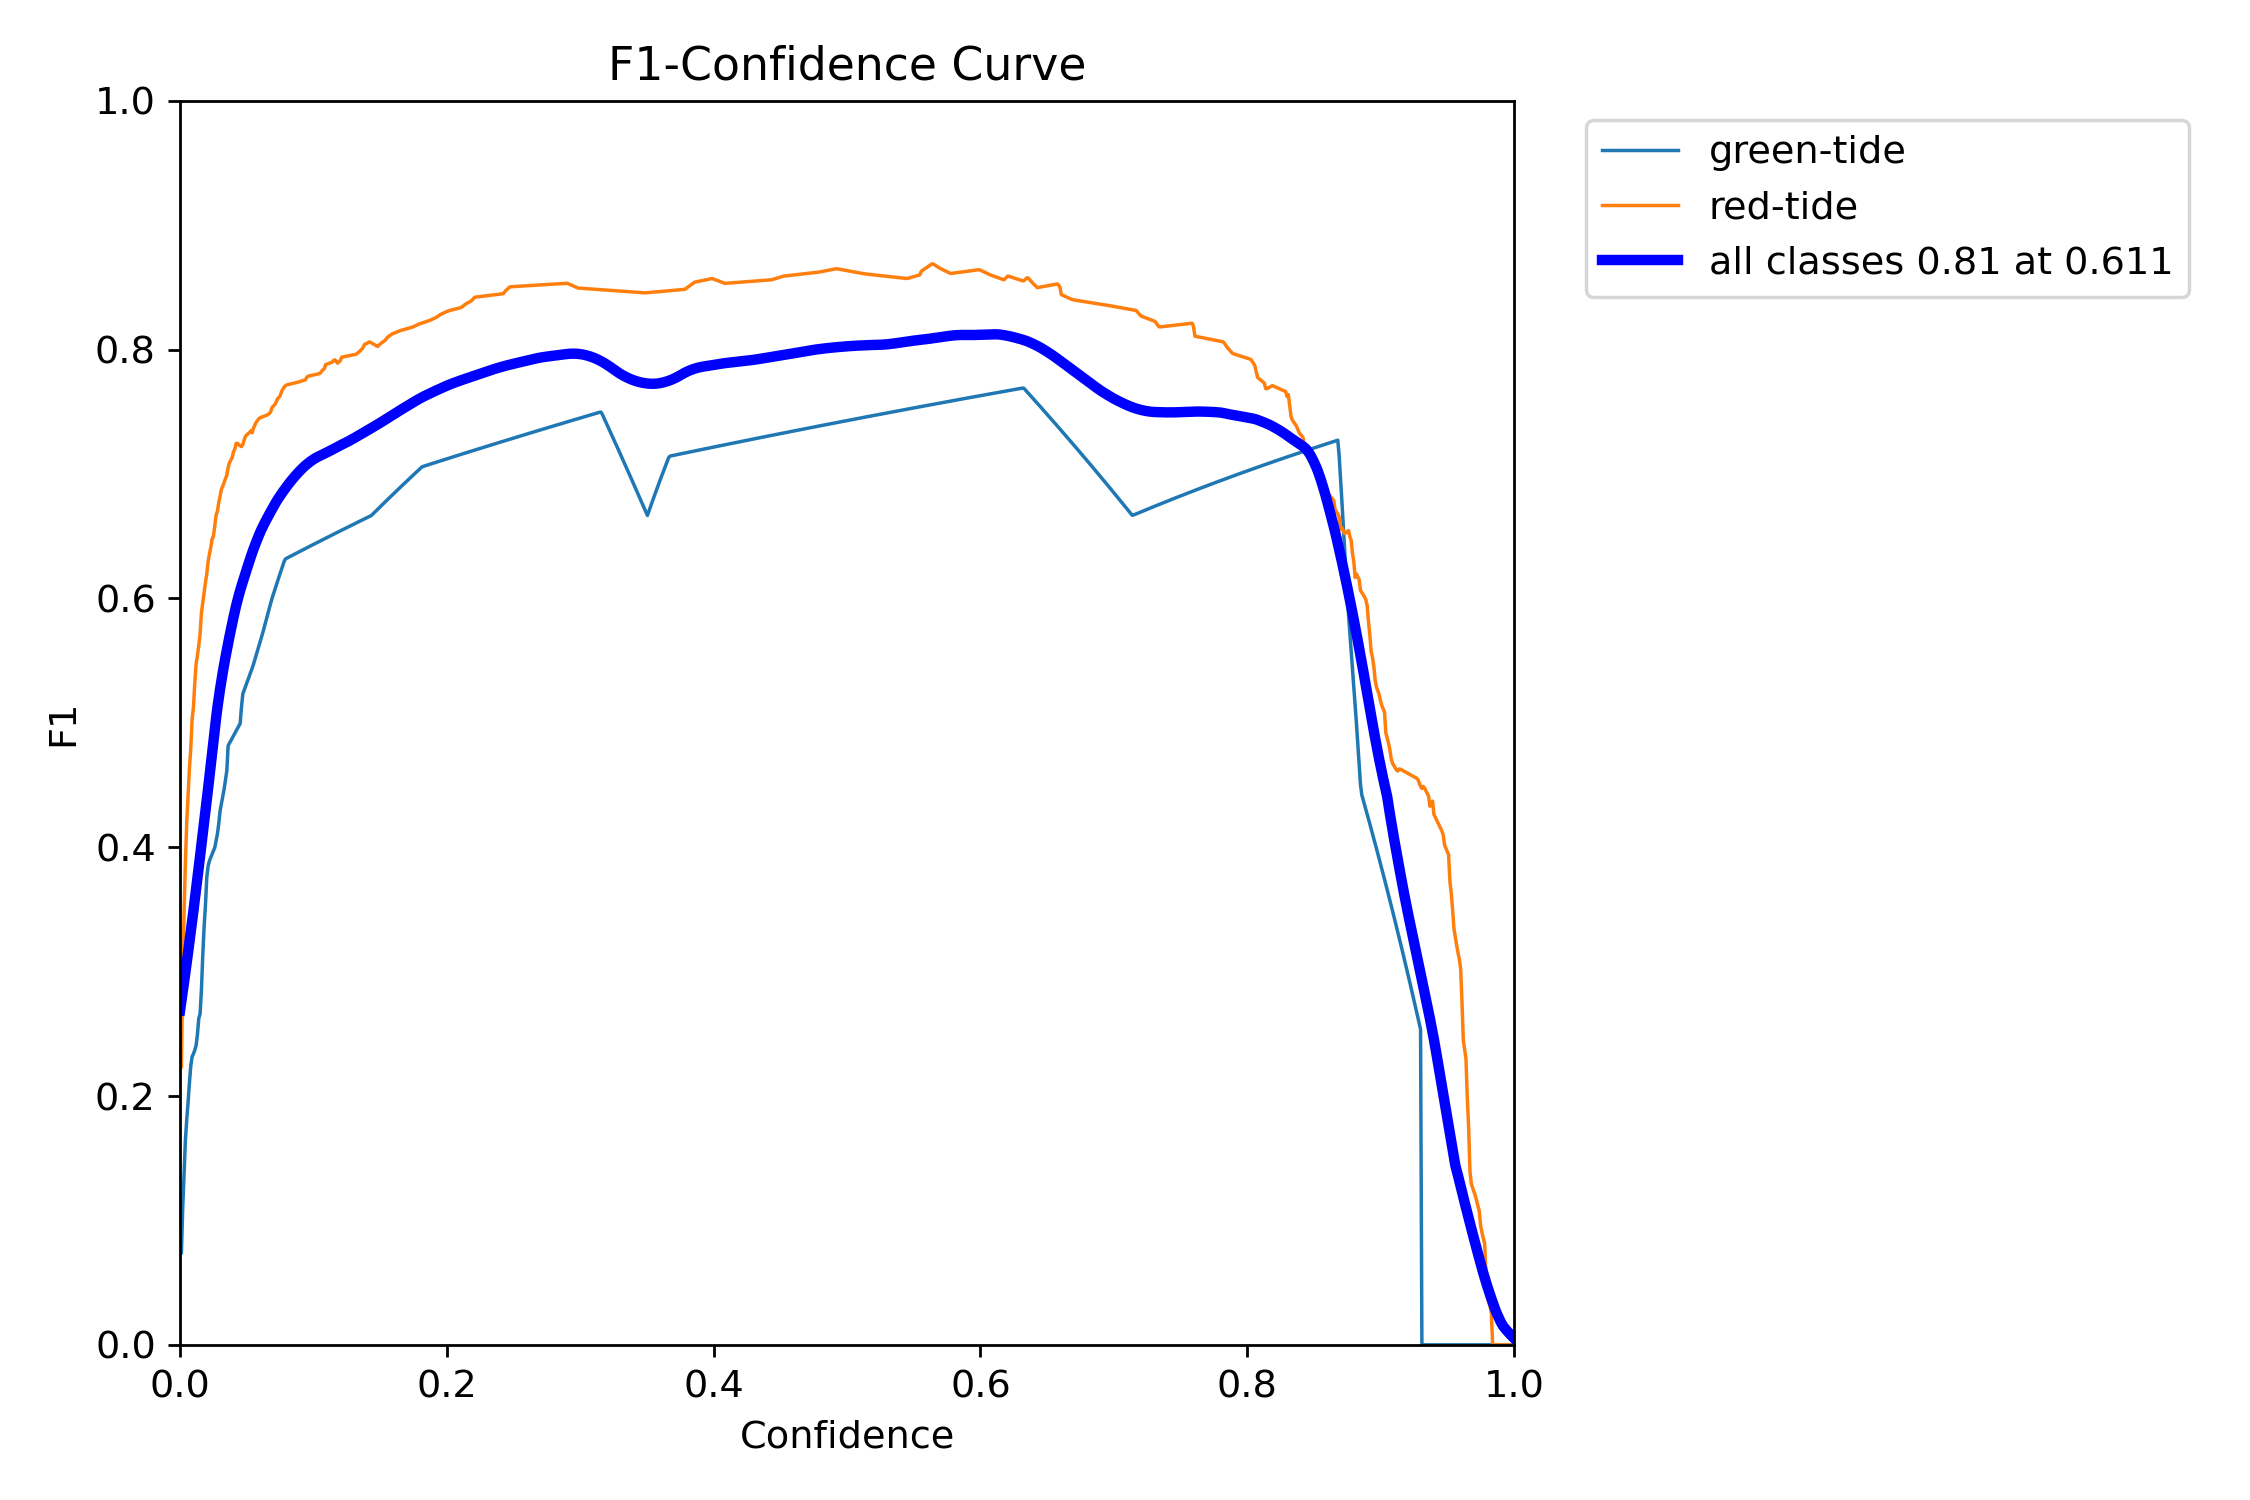 F1-Confidence Curve
1.0
0.8
0.6
0.4
0.2
0.0
F1
0.0 0.2 0.4 0.6 0.8 1.0
Confidence
green-tide
red-tide
all classes 0.81 at 0.611